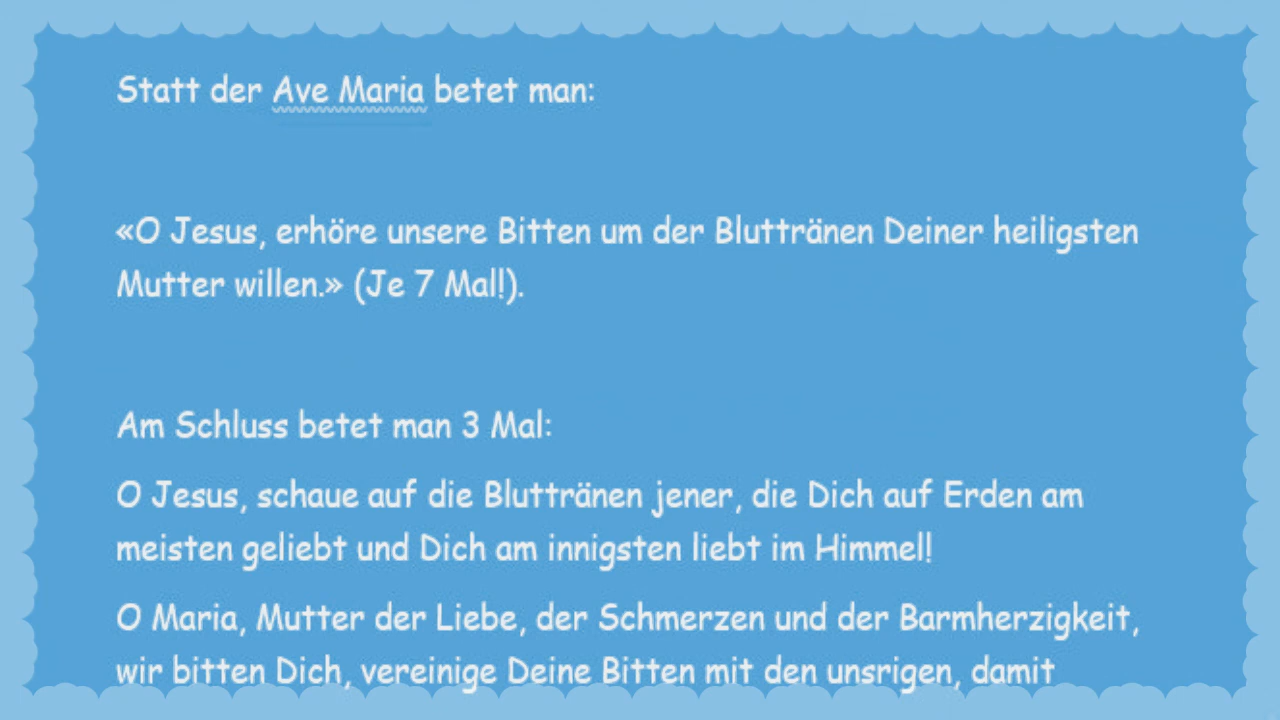 Statt der Ave Maria betet man:
«O Jesus, erhöre unsere Bitten um der Bluttränen Deiner heiligsten
Mutter willen.» (Je 7 Mal!).
Am Schluss betet man 3 Mal:
O Jesus, schaue auf die Bluttränen jener, die Dich auf Erden am
meisten geliebt und Dich am innigsten liebt im Himmel!
O Maria, Mutter der Liebe, der Schmerzen und der Barmherzigkeit,
wir bitten Dich, vereinige Deine Bitten mit den unsrigen, damit